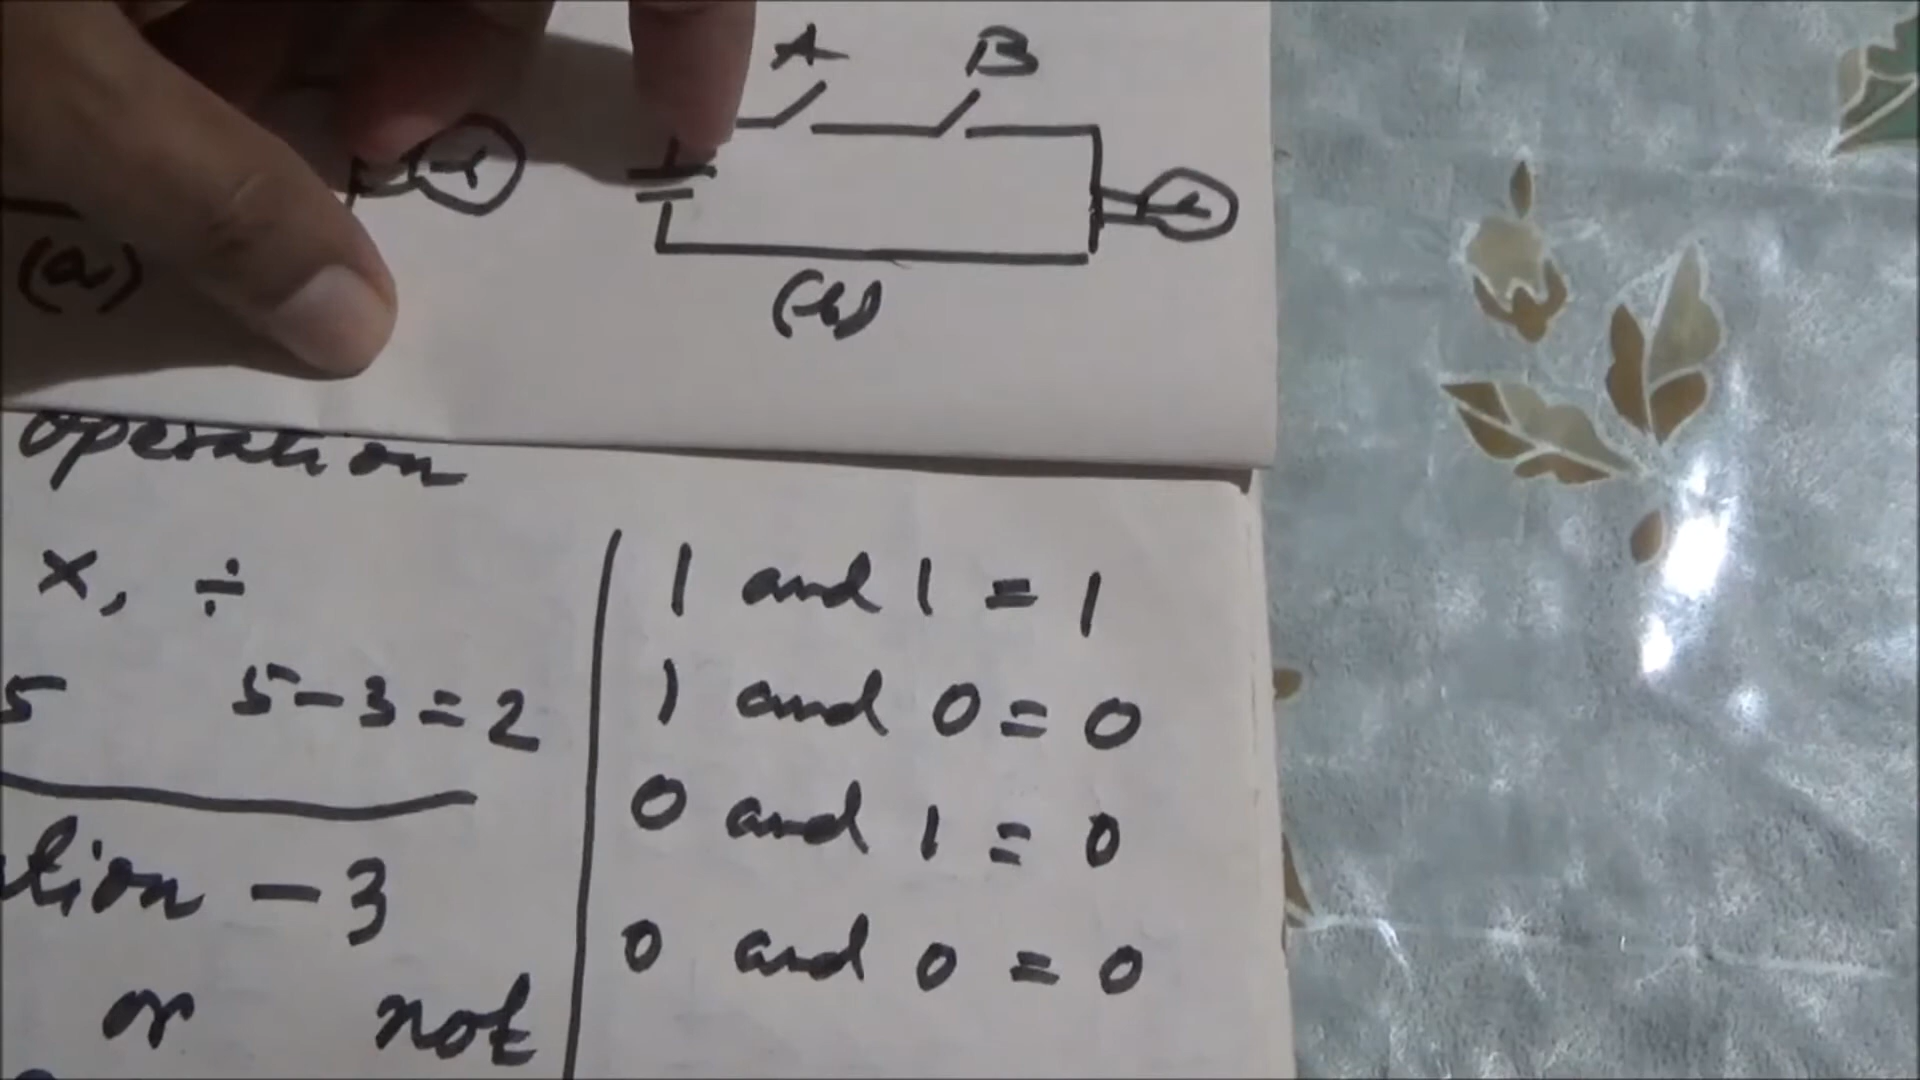 A B
(a)
(b)
operation
×, ÷
5 5-3=2
ation - 3
or not
1 and 1 = 1
1 and 0 = 0
0 and 1 = 0
0 and 0 = 0